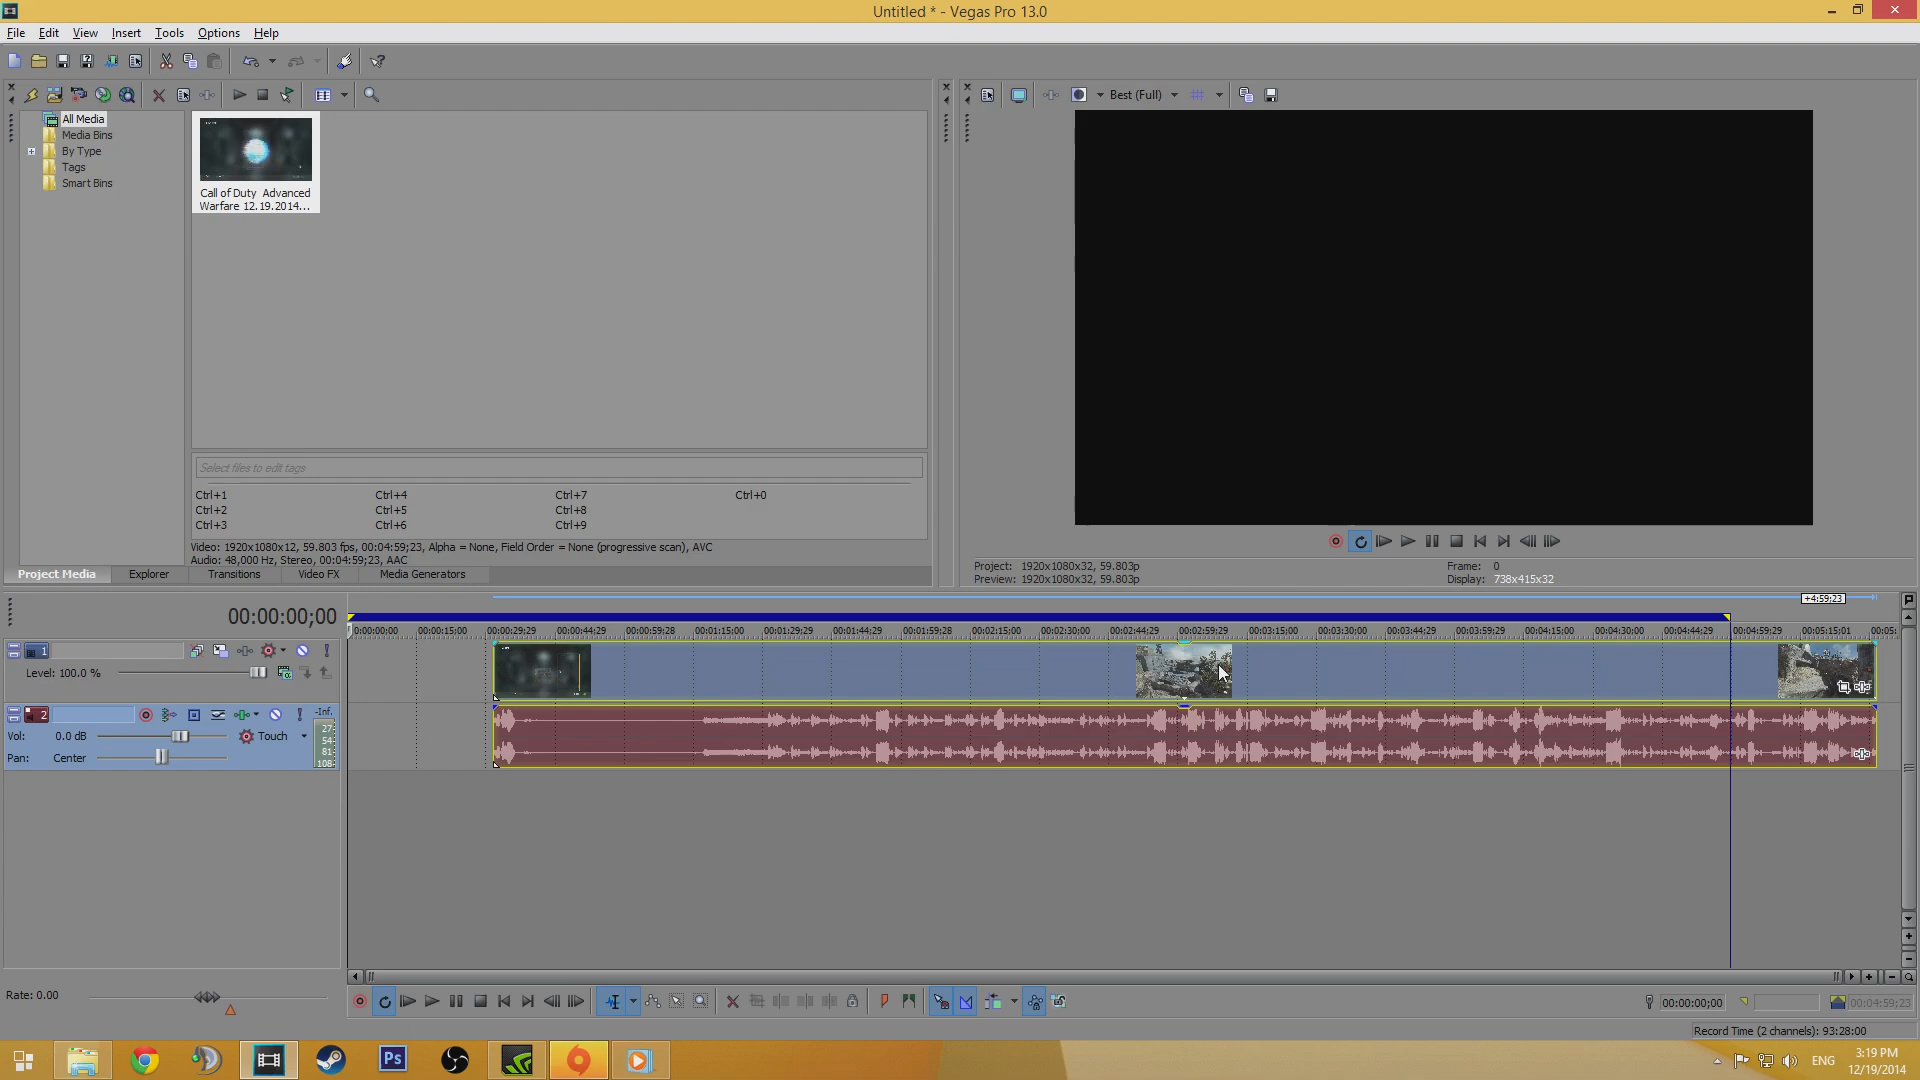 Untitled * - Vegas Pro 13.0
File Edit View Insert Tools Options Help
Best (Full)
All Media
Media Bins
By Type
Tags
Smart Bins
Call of Duty Advanced
Warfare 12.19.2014...
Select files to edit tags
Ctrl+1 Ctrl+4 Ctrl+7 Ctrl+0
Ctrl+2 Ctrl+5 Ctrl+8
Ctrl+3 Ctrl+6 Ctrl+9
Video: 1920x1080x12, 59.803 fps, 00:04:59;23, Alpha = None, Field Order = None (progressive scan), AVC
Audio: 48,000 Hz, Stereo, 00:04:59;23, AAC
Project Media Explorer Transitions Video FX Media Generators
Project: 1920x1080x32, 59.803p
Preview: 1920x1080x32, 59.803p
Frame: 0
Display: 738x415x32
00:00:00;00
+4:59;23
00:00:00;00 00:00:15;00 00:00:29;29 00:00:44;29 00:00:59;28 00:01:15;00 00:01:29;29 00:01:44;29 00:01:59;28 00:02:15;00 00:02:30;00 00:02:44;29 00:02:59;29 00:03:15;00 00:03:30;00 00:03:44;29 00:03:59;29 00:04:15;00 00:04:30;00 00:04:44;29 00:04:59;29 00:05:15;01 00:05:
1
Level: 100.0 %
2
-Inf.
Vol: 0.0 dB Touch
Pan: Center
27
54
81
108
Rate: 0.00
00:00:00;00
00:04:59;23
Record Time (2 channels): 93:28:00
Ps
ENG
3:19 PM
12/19/2014